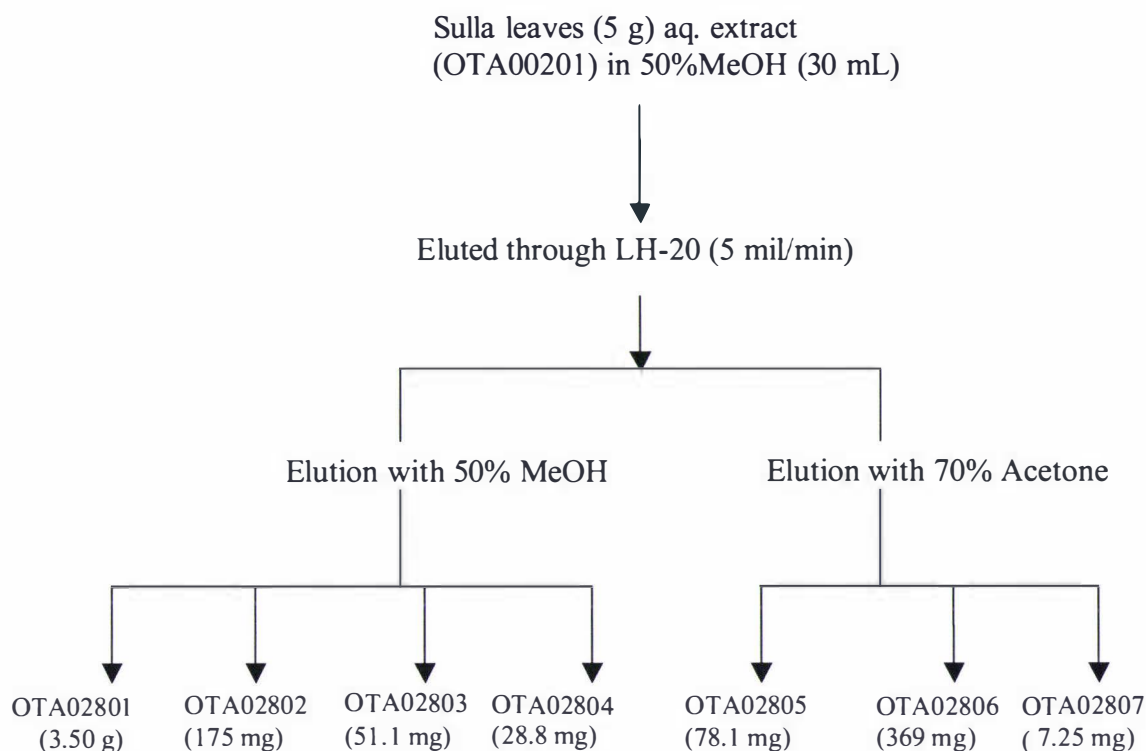 Sulla leaves (5 g) aq. extract
(OTA00201) in 50%MeOH (30 mL)
Eluted through LH-20 (5 mil/min)
Elution with 50% MeOH
Elution with 70% Acetone
OTA02801
(3.50 g)
OTA02802
(175 mg)
OTA02803
(51.1 mg)
OTA02804
(28.8 mg)
OTA02805
(78.1 mg)
OTA02806
(369 mg)
OTA02807
( 7.25 mg)